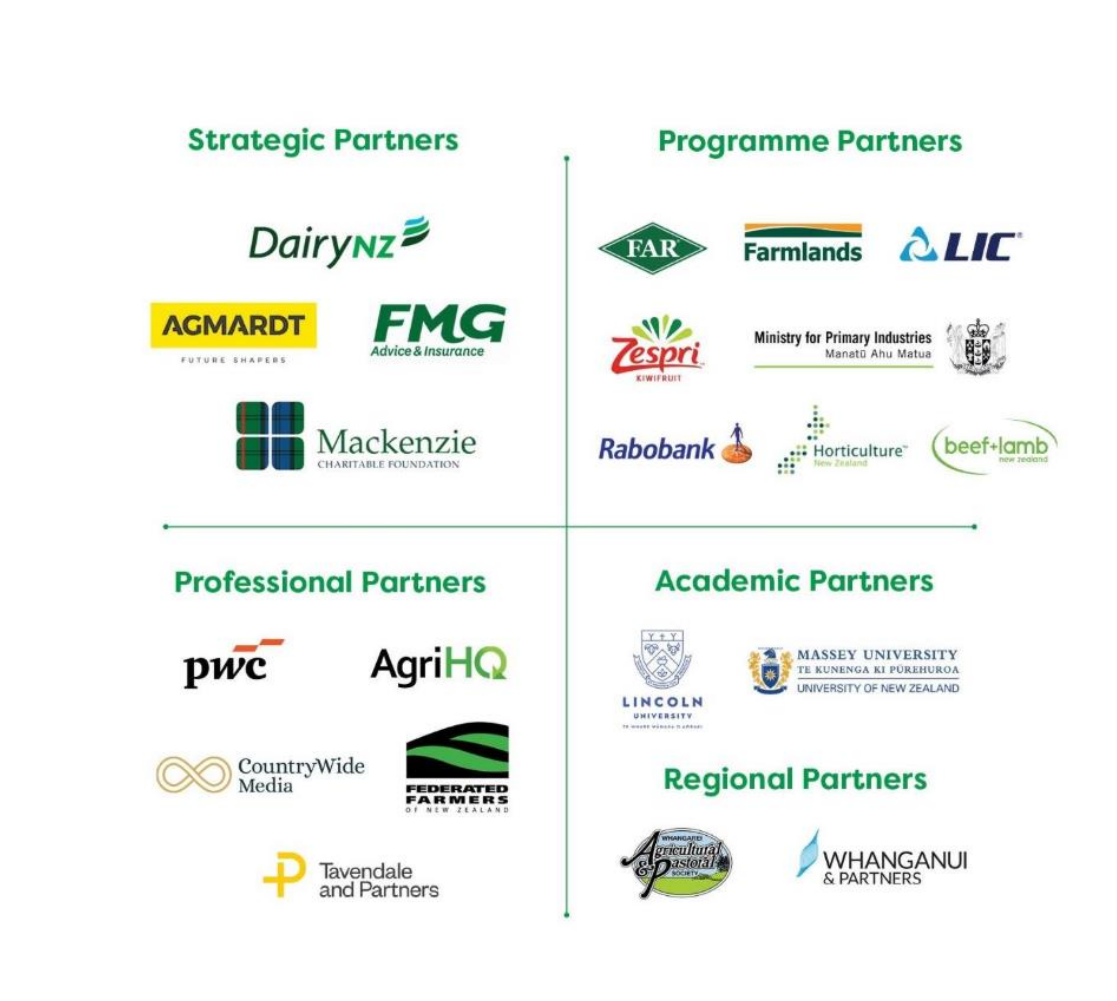 Strategic Partners
DairyNZ
AGMARDT
FUTURE SHAPERS
FMG
Advice & Insurance
Mackenzie
CHARITABLE FOUNDATION
Programme Partners
FAR
Farmlands
LIC
Zespri
KIWIFRUIT
Ministry for Primary Industries
Manatū Ahu Matua
Rabobank
Horticulture™
New Zealand
beef+lamb
new zealand
Professional Partners
pwc
AgriHQ
CountryWide
Media
FEDERATED
FARMERS
OF NEW ZEALAND
Tavendale
and Partners
Academic Partners
LINCOLN
UNIVERSITY
MASSEY UNIVERSITY
TE KUNENGA KI PŪREHUROA
UNIVERSITY OF NEW ZEALAND
Regional Partners
WHANGAREI
Agricultural
& Pastoral
SOCIETY
WHANGANUI
& PARTNERS